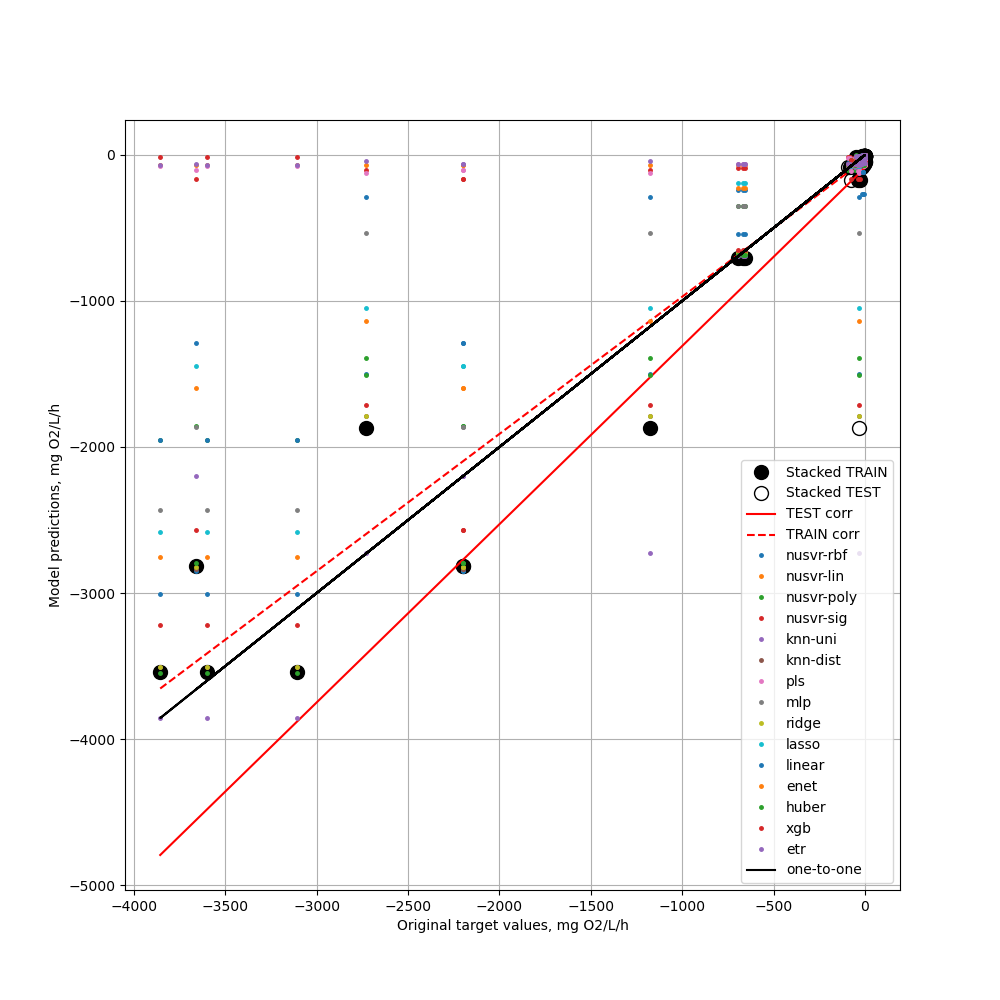 0
−1000
−2000
−3000
−4000
−5000
Model predictions, mg O2/L/h
Stacked TRAIN
Stacked TEST
TEST corr
TRAIN corr
nusvr-rbf
nusvr-lin
nusvr-poly
nusvr-sig
knn-uni
knn-dist
pls
mlp
ridge
lasso
linear
enet
huber
xgb
etr
one-to-one
−4000 −3500 −3000 −2500 −2000 −1500 −1000 −500 0
Original target values, mg O2/L/h